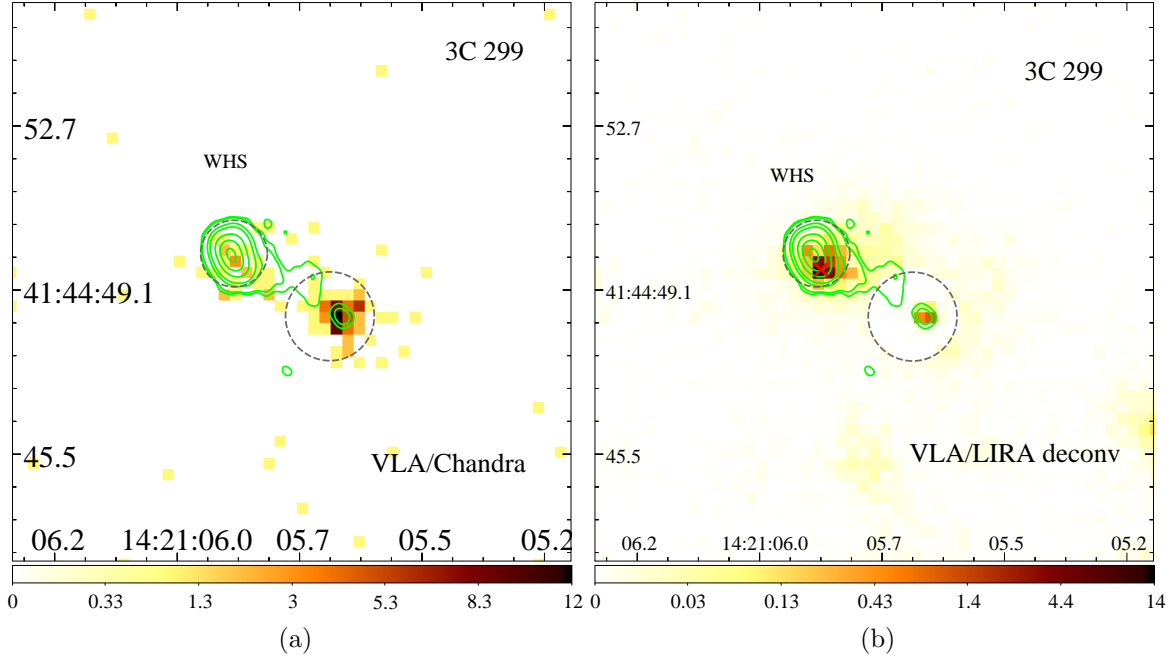 3C 299
52.7
WHS
41:44:49.1
45.5
VLA/Chandra
06.2 14:21:06.0 05.7 05.5 05.2
0 0.33 1.3 3 5.3 8.3 12
(a)
3C 299
52.7
WHS
41:44:49.1
45.5
VLA/LIRA deconv
06.2 14:21:06.0 05.7 05.5 05.2
0 0.03 0.13 0.43 1.4 4.4 14
(b)